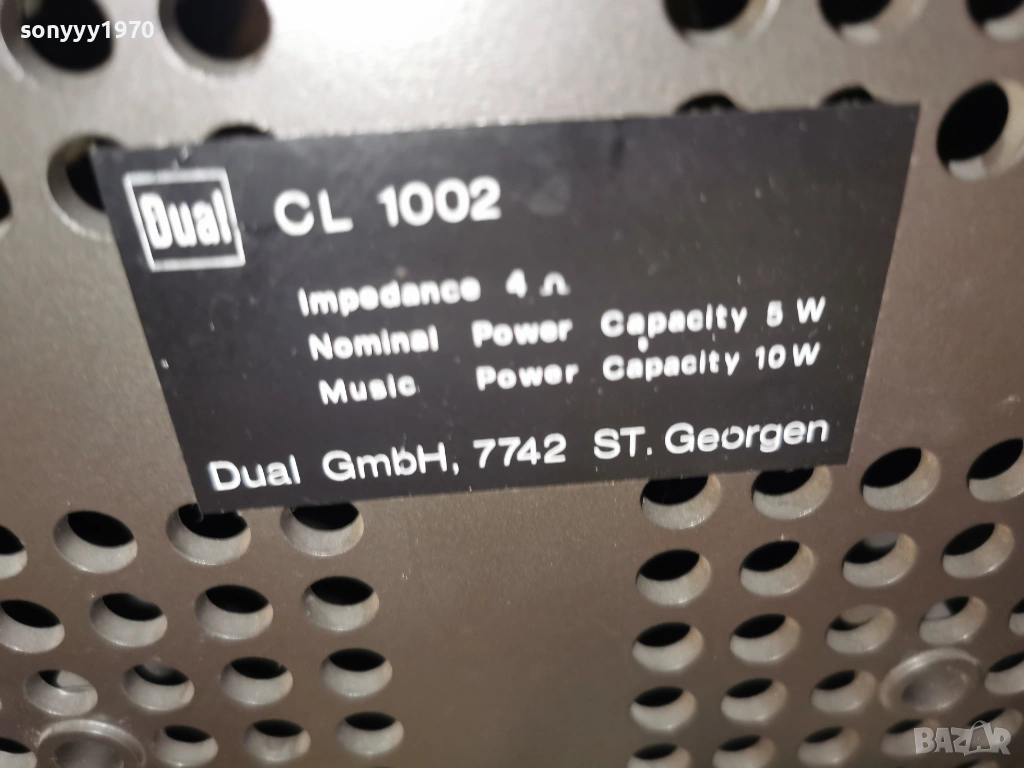 sonyyy1970
Dual CL 1002
Impedance 4 Ω
Nominal Power Capacity 5 W
Music Power Capacity 10 W
Dual GmbH, 7742 ST. Georgen
BAZAR